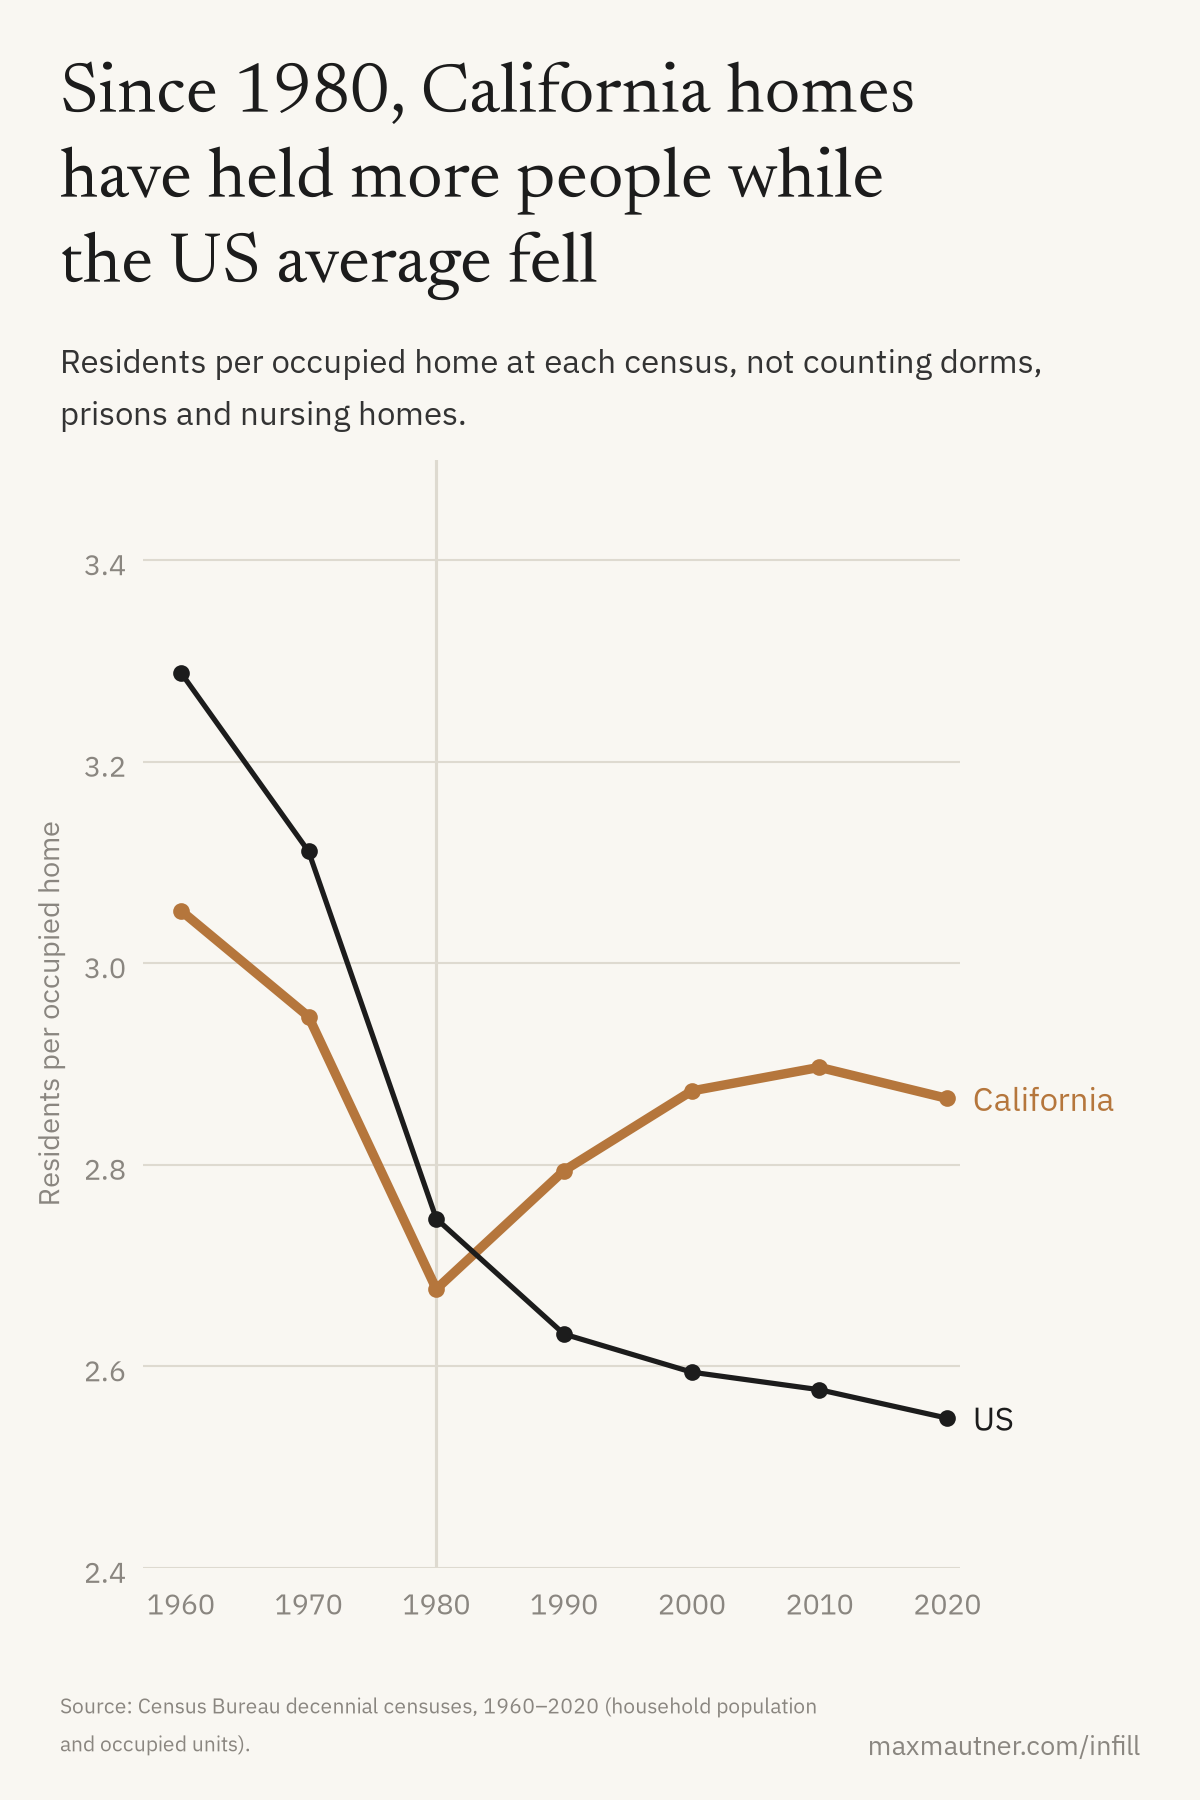 Since 1980, California homes
have held more people while
the US average fell
Residents per occupied home at each census, not counting dorms,
prisons and nursing homes.
Residents per occupied home
3.4
3.2
3.0
2.8
2.6
2.4
California
US
1960 1970 1980 1990 2000 2010 2020
Source: Census Bureau decennial censuses, 1960–2020 (household population
and occupied units).
maxmautner.com/infill